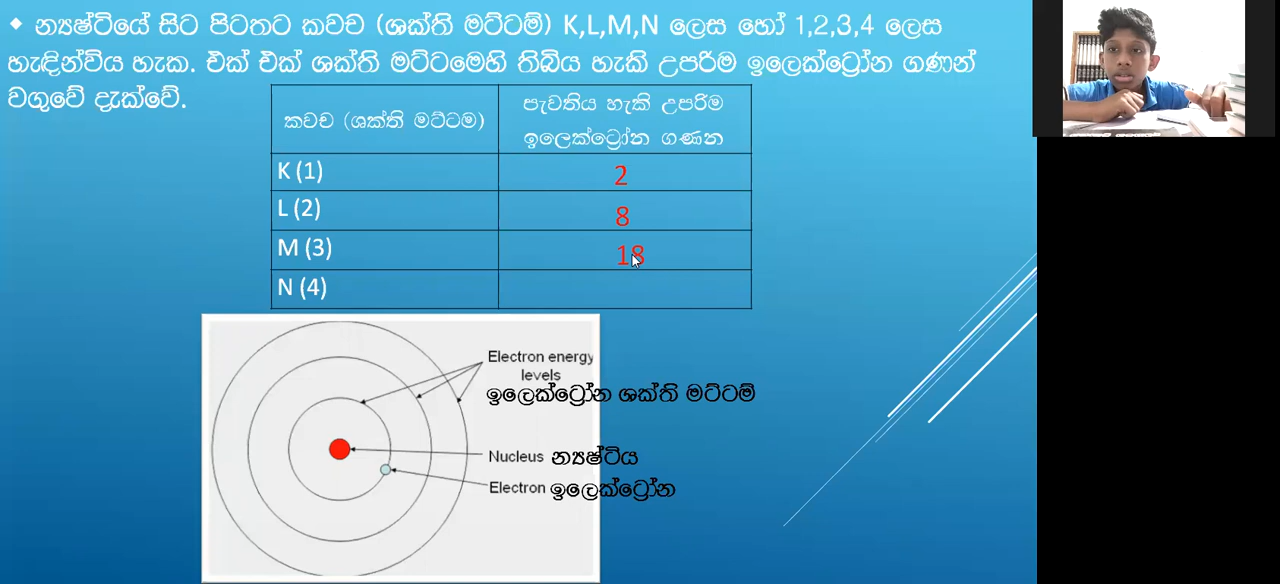 ◆ න්‍යෂ්ටියේ සිට පිටතට කවච (ශක්ති මට්ටම්) K,L,M,N ලෙස හෝ 1,2,3,4 ලෙස
හැඳින්විය හැක. එක් එක් ශක්ති මට්ටමෙහි තිබිය හැකි උපරිම ඉලෙක්ට්‍රෝන ගණන්
වගුවේ දැක්වේ.
කවච (ශක්ති මට්ටම)
පැවතිය හැකි උපරිම
ඉලෙක්ට්‍රෝන ගණන
K (1) 2
L (2) 8
M (3) 18
N (4)
Electron energy
levels
ඉලෙක්ට්‍රෝන ශක්ති මට්ටම්
Nucleus න්‍යෂ්ටිය
Electron ඉලෙක්ට්‍රෝන